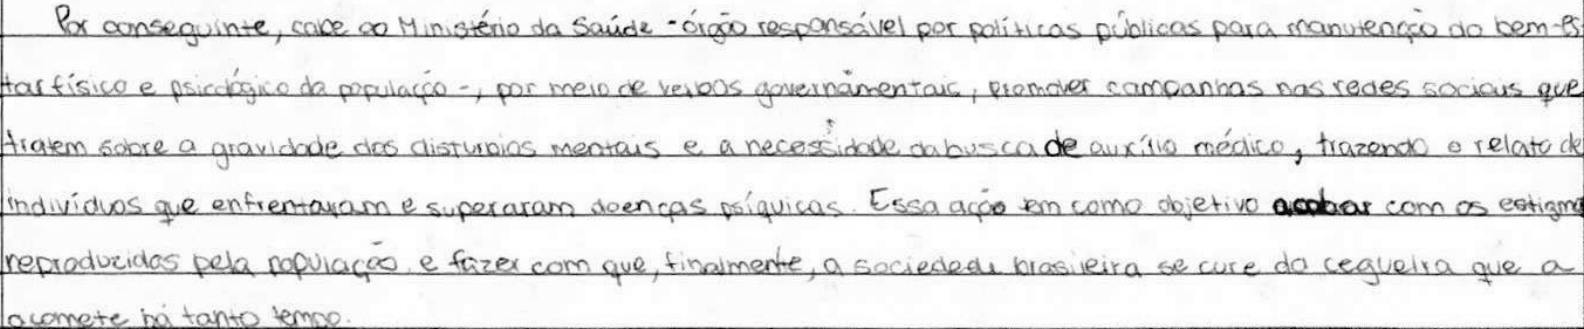 Por conseguinte, cabe ao Ministério da Saúde - órgão responsável por políticas públicas para manutenção do bem-es
tar físico e psicológico da população -, por meio de verbas governamentais, promover campanhas nas redes sociais que
tratem sobre a gravidade dos distúrbios mentais e a necessidade da busca de auxílio médico, trazendo o relato de
indivíduos que enfrentaram e superaram doenças psíquicas. Essa ação tem como objetivo acabar com os estigma
reproduzidos pela população e fazer com que, finalmente, a sociedade brasileira se cure da cegueira que a
acomete há tanto tempo.